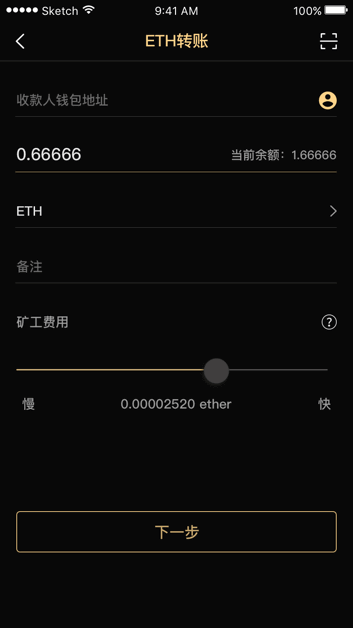 Sketch 9:41 AM 100%
ETH转账
收款人钱包地址
0.66666 当前余额：1.66666
ETH
备注
矿工费用 ?
慢 0.00002520 ether 快
下一步